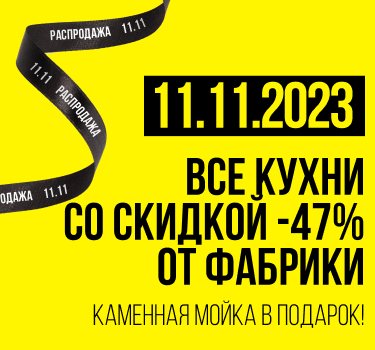 РАСПРОДАЖА 11.11
11.11 РАСПРОДАЖА
РОДАЖА 11.11
11.11.2023
ВСЕ КУХНИ
СО СКИДКОЙ -47%
ОТ ФАБРИКИ
КАМЕННАЯ МОЙКА В ПОДАРОК!